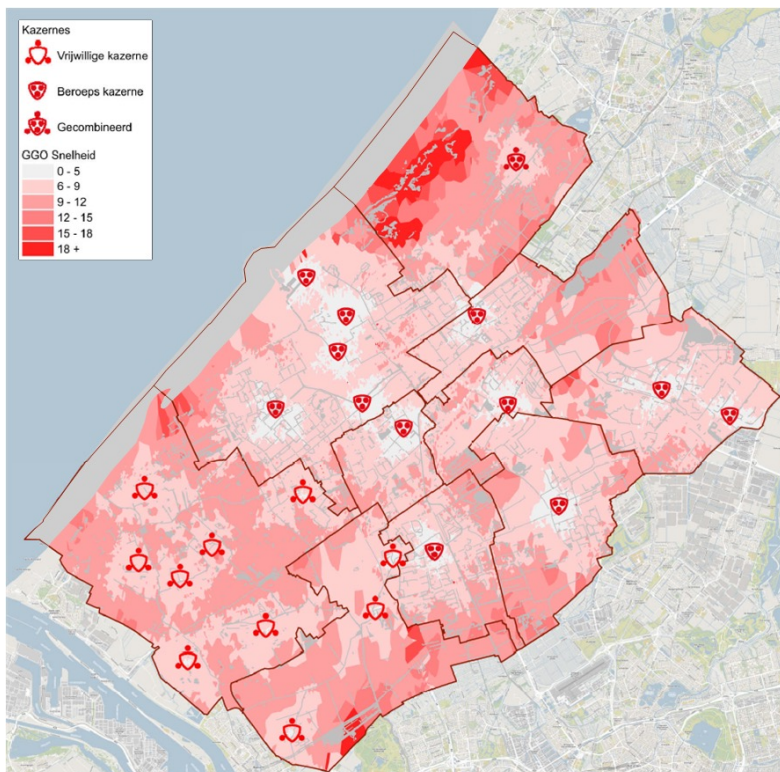 Kazernes
Vrijwillige kazerne
Beroeps kazerne
Gecombineerd
GGO Snelheid
0 - 5
6 - 9
9 - 12
12 - 15
15 - 18
18 +